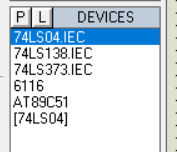 P L DEVICES
74LS04.IEC
74LS138.IEC
74LS373.IEC
6116
AT89C51
[74LS04]